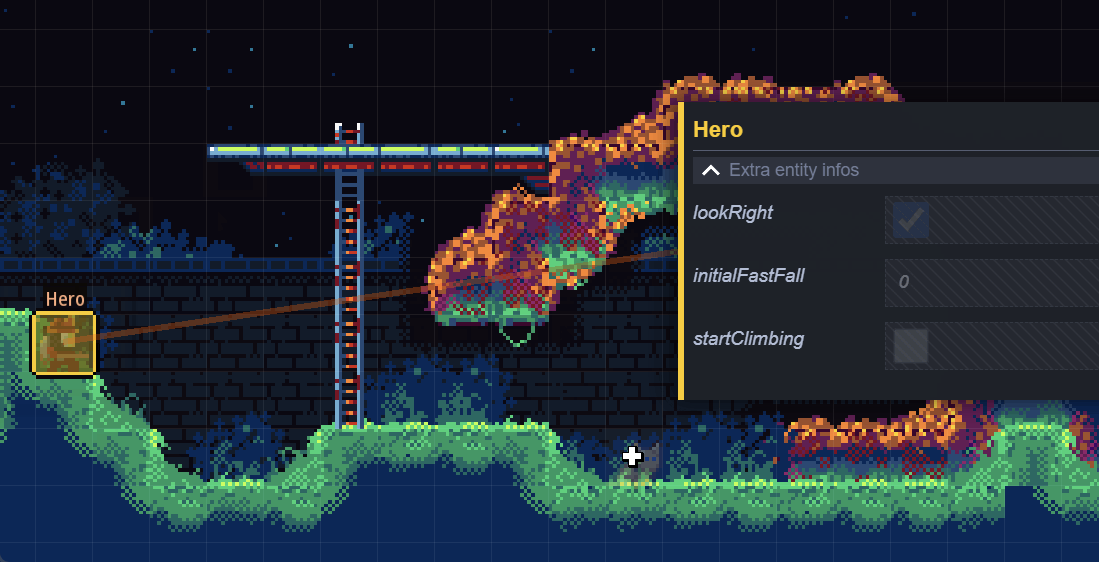 Hero
Hero
Extra entity infos
lookRight
initialFastFall
0
startClimbing